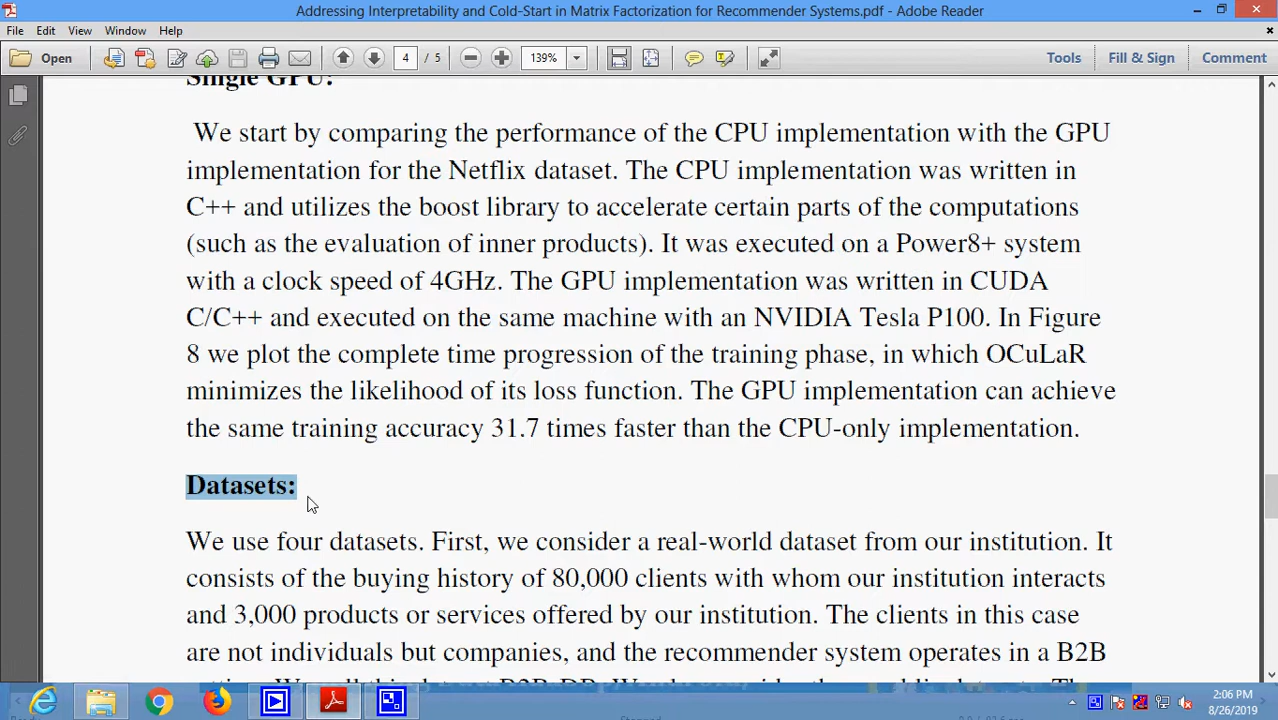 Addressing Interpretability and Cold-Start in Matrix Factorization for Recommender Systems.pdf - Adobe Reader
File Edit View Window Help
Open 4 / 5 139% Tools Fill & Sign Comment
Single GPU:
We start by comparing the performance of the CPU implementation with the GPU
implementation for the Netflix dataset. The CPU implementation was written in
C++ and utilizes the boost library to accelerate certain parts of the computations
(such as the evaluation of inner products). It was executed on a Power8+ system
with a clock speed of 4GHz. The GPU implementation was written in CUDA
C/C++ and executed on the same machine with an NVIDIA Tesla P100. In Figure
8 we plot the complete time progression of the training phase, in which OCuLaR
minimizes the likelihood of its loss function. The GPU implementation can achieve
the same training accuracy 31.7 times faster than the CPU-only implementation.
Datasets:
We use four datasets. First, we consider a real-world dataset from our institution. It
consists of the buying history of 80,000 clients with whom our institution interacts
and 3,000 products or services offered by our institution. The clients in this case
are not individuals but companies, and the recommender system operates in a B2B
2:06 PM
8/26/2019